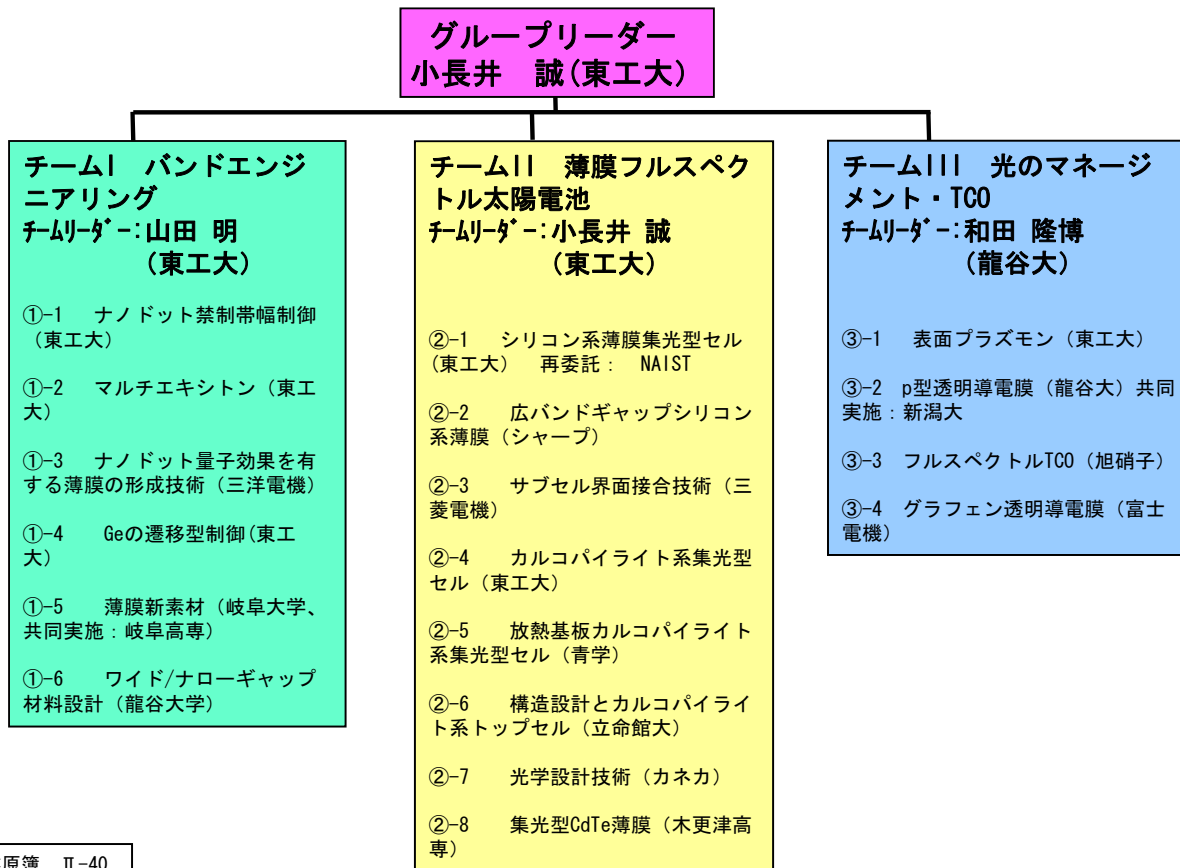 グループリーダー
小長井　誠(東工大)
チームI　バンドエンジ
ニアリング
ﾁｰﾑﾘｰﾀﾞｰ:山田 明
（東工大）
①-1　ナノドット禁制帯幅制御
（東工大）
①-2　マルチエキシトン（東工
大）
①-3　ナノドット量子効果を有
する薄膜の形成技術（三洋電機）
①-4　Geの遷移型制御(東工
大）
①-5　薄膜新素材（岐阜大学、
共同実施：岐阜高専）
①-6　ワイド/ナローギャップ
材料設計（龍谷大学）
チームII　薄膜フルスペク
トル太陽電池
ﾁｰﾑﾘｰﾀﾞｰ:小長井 誠
（東工大）
②-1　シリコン系薄膜集光型セル
(東工大）　再委託：　NAIST
②-2　広バンドギャップシリコン
系薄膜（シャープ）
②-3　サブセル界面接合技術（三
菱電機）
②-4　カルコパイライト系集光型
セル（東工大）
②-5　放熱基板カルコパイライト
系集光型セル（青学）
②-6　構造設計とカルコパイライ
ト系トップセル（立命館大）
②-7　光学設計技術（カネカ）
②-8　集光型CdTe薄膜（木更津高
専）
チームIII　光のマネージ
メント・TCO
ﾁｰﾑﾘｰﾀﾞｰ:和田 隆博
（龍谷大）
③-1　表面プラズモン（東工大）
③-2　p型透明導電膜（龍谷大）共同
実施：新潟大
③-3　フルスペクトルTCO（旭硝子）
③-4　グラフェン透明導電膜（富士
電機）
原簿　Ⅱ-40